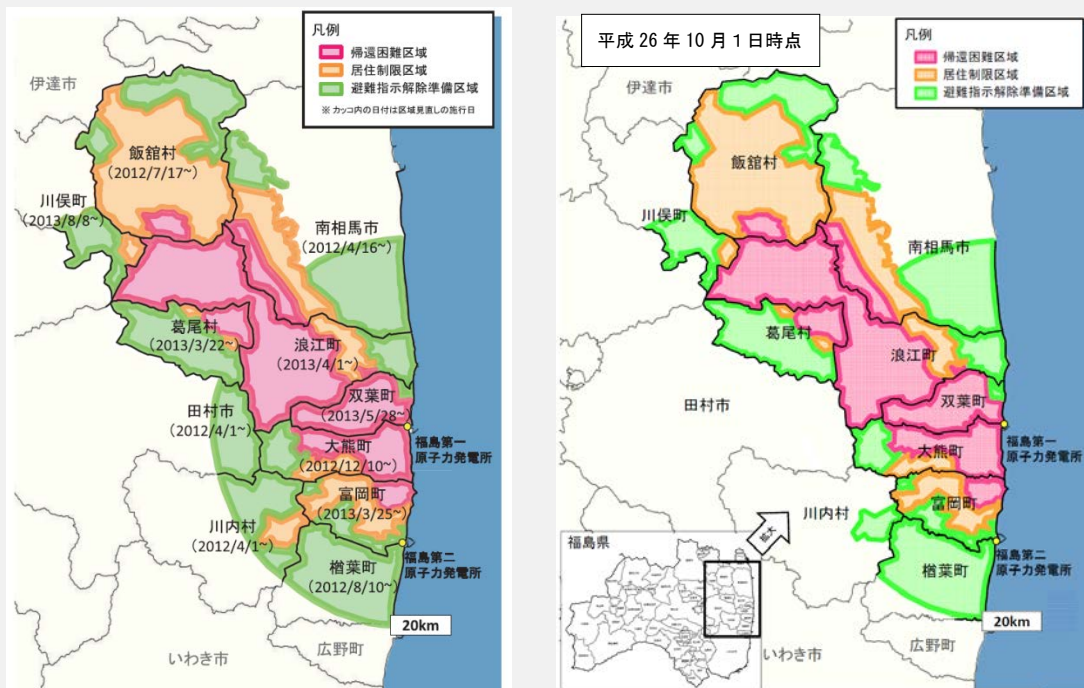 凡例
帰還困難区域
居住制限区域
避難指示解除準備区域
※ カッコ内の日付は区域見直しの施行日
伊達市
飯舘村
(2012/7/17~)
川俣町
(2013/8/8~)
南相馬市
(2012/4/16~)
葛尾村
(2013/3/22~)
浪江町
(2013/4/1~)
田村市
(2012/4/1~)
双葉町
(2013/5/28~)
福島第一
原子力発電所
大熊町
(2012/12/10~)
富岡町
(2013/3/25~)
川内村
(2012/4/1~)
福島第二
原子力発電所
楢葉町
(2012/8/10~)
20km
広野町
いわき市
平成 26 年 10 月 1 日時点
凡例
帰還困難区域
居住制限区域
避難指示解除準備区域
伊達市
飯舘村
川俣町
南相馬市
葛尾村
浪江町
田村市
双葉町
福島第一
原子力発電所
大熊町
富岡町
川内村
拡大
福島県
福島第二
原子力発電所
楢葉町
20km
広野町
いわき市